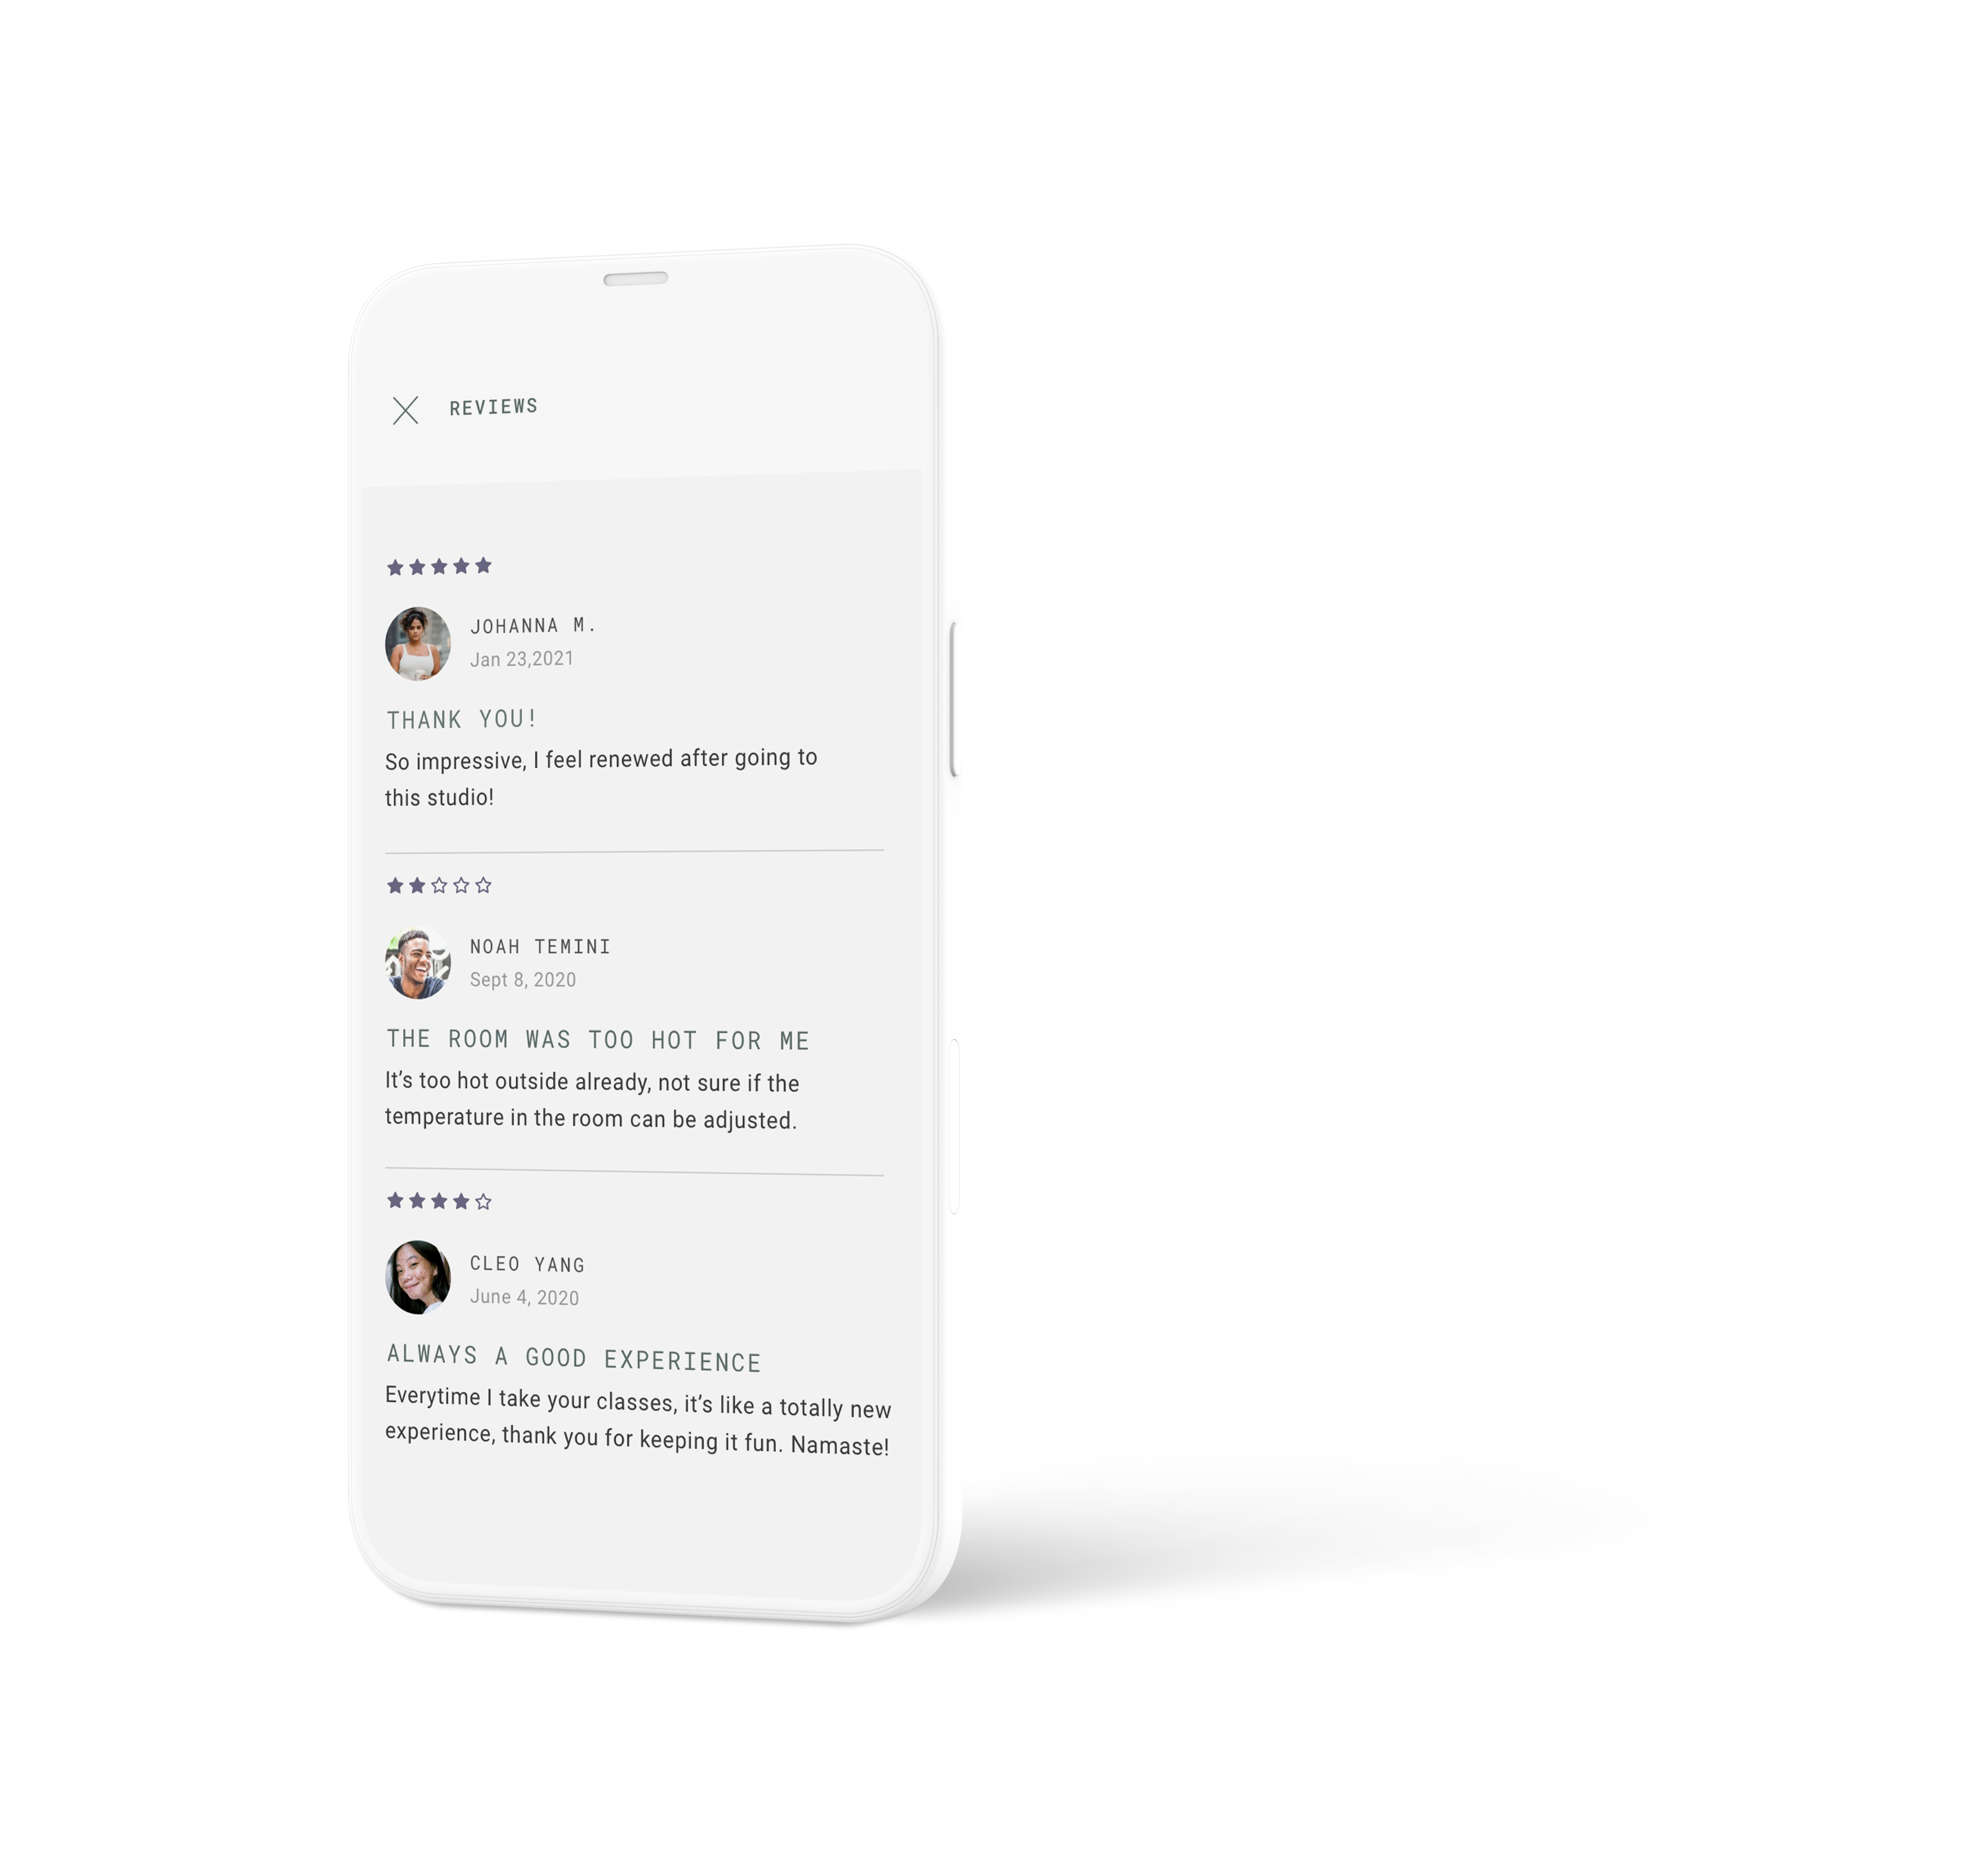 REVIEWS
JOHANNA M.
Jan 23,2021
THANK YOU!
So impressive, I feel renewed after going to
this studio!
NOAH TEMINI
Sept 8, 2020
THE ROOM WAS TOO HOT FOR ME
It’s too hot outside already, not sure if the
temperature in the room can be adjusted.
CLEO YANG
June 4, 2020
ALWAYS A GOOD EXPERIENCE
Everytime I take your classes, it’s like a totally new
experience, thank you for keeping it fun. Namaste!